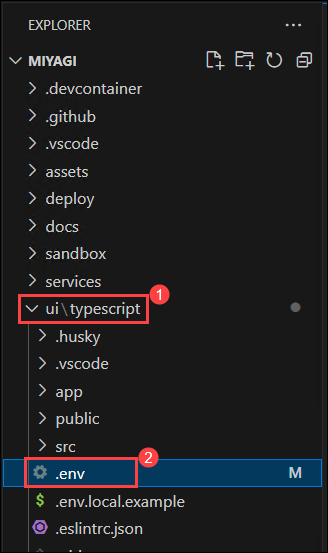 EXPLORER
MIYAGI
.devcontainer
.github
.vscode
assets
deploy
docs
sandbox
services
1
ui\typescript
.husky
.vscode
app
public
src
2
.env M
$ .env.local.example
.eslintrc.json